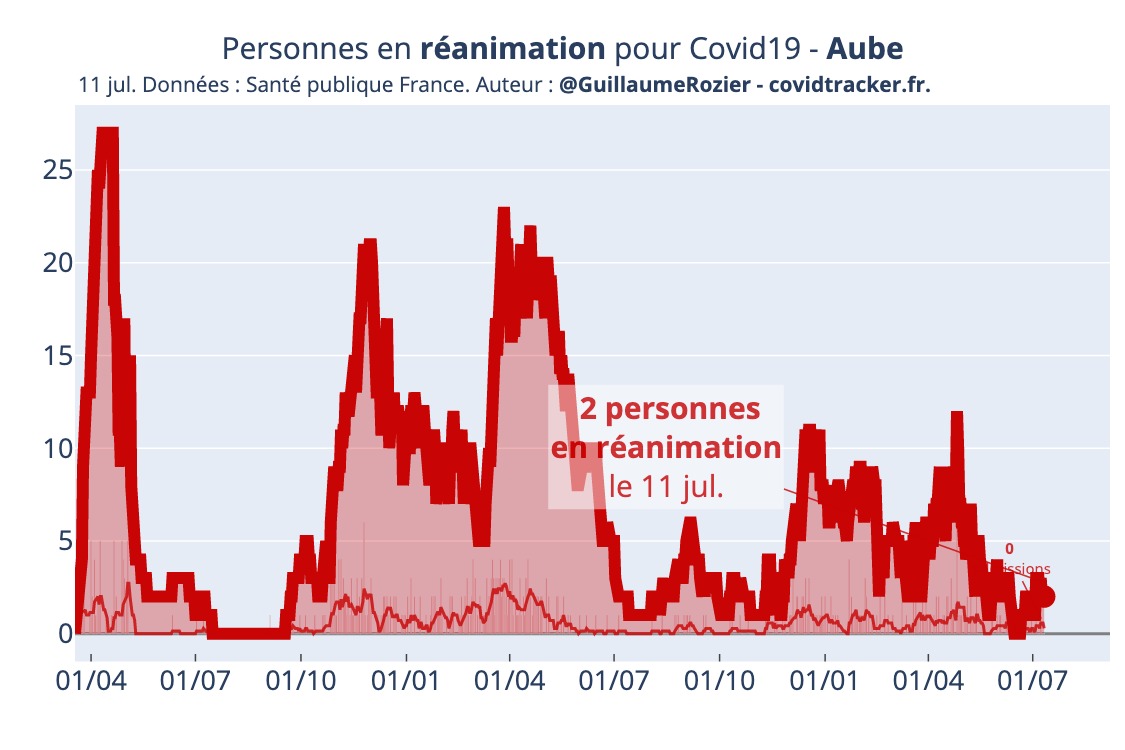 Personnes en réanimation pour Covid19 - Aube
11 jul. Données : Santé publique France. Auteur : @GuillaumeRozier - covidtracker.fr.
25
20
15
10
5
0
2 personnes
en réanimation
le 11 jul.
0
01/04 01/07 01/10 01/01 01/04 01/07 01/10 01/01 01/04 01/07